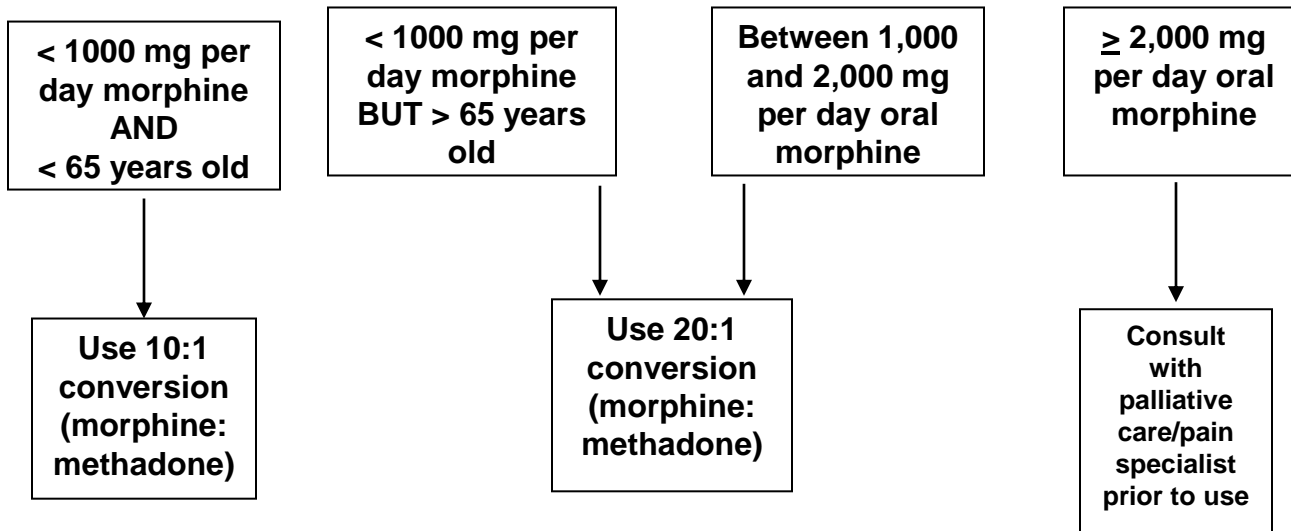 < 1000 mg per
day morphine
AND
< 65 years old
< 1000 mg per
day morphine
BUT > 65 years
old
Between 1,000
and 2,000 mg
per day oral
morphine
≥ 2,000 mg
per day oral
morphine
Use 10:1
conversion
(morphine:
methadone)
Use 20:1
conversion
(morphine:
methadone)
Consult
with
palliative
care/pain
specialist
prior to use